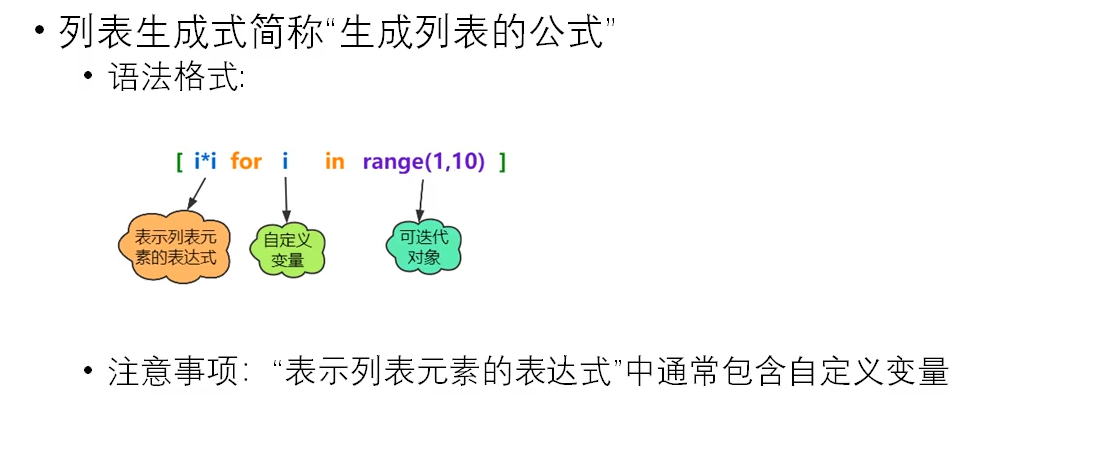 • 列表生成式简称“生成列表的公式”
• 语法格式:
[ i*i for i in range(1,10) ]
表示列表元
素的表达式
自定义
变量
可迭代
对象
• 注意事项：“表示列表元素的表达式”中通常包含自定义变量